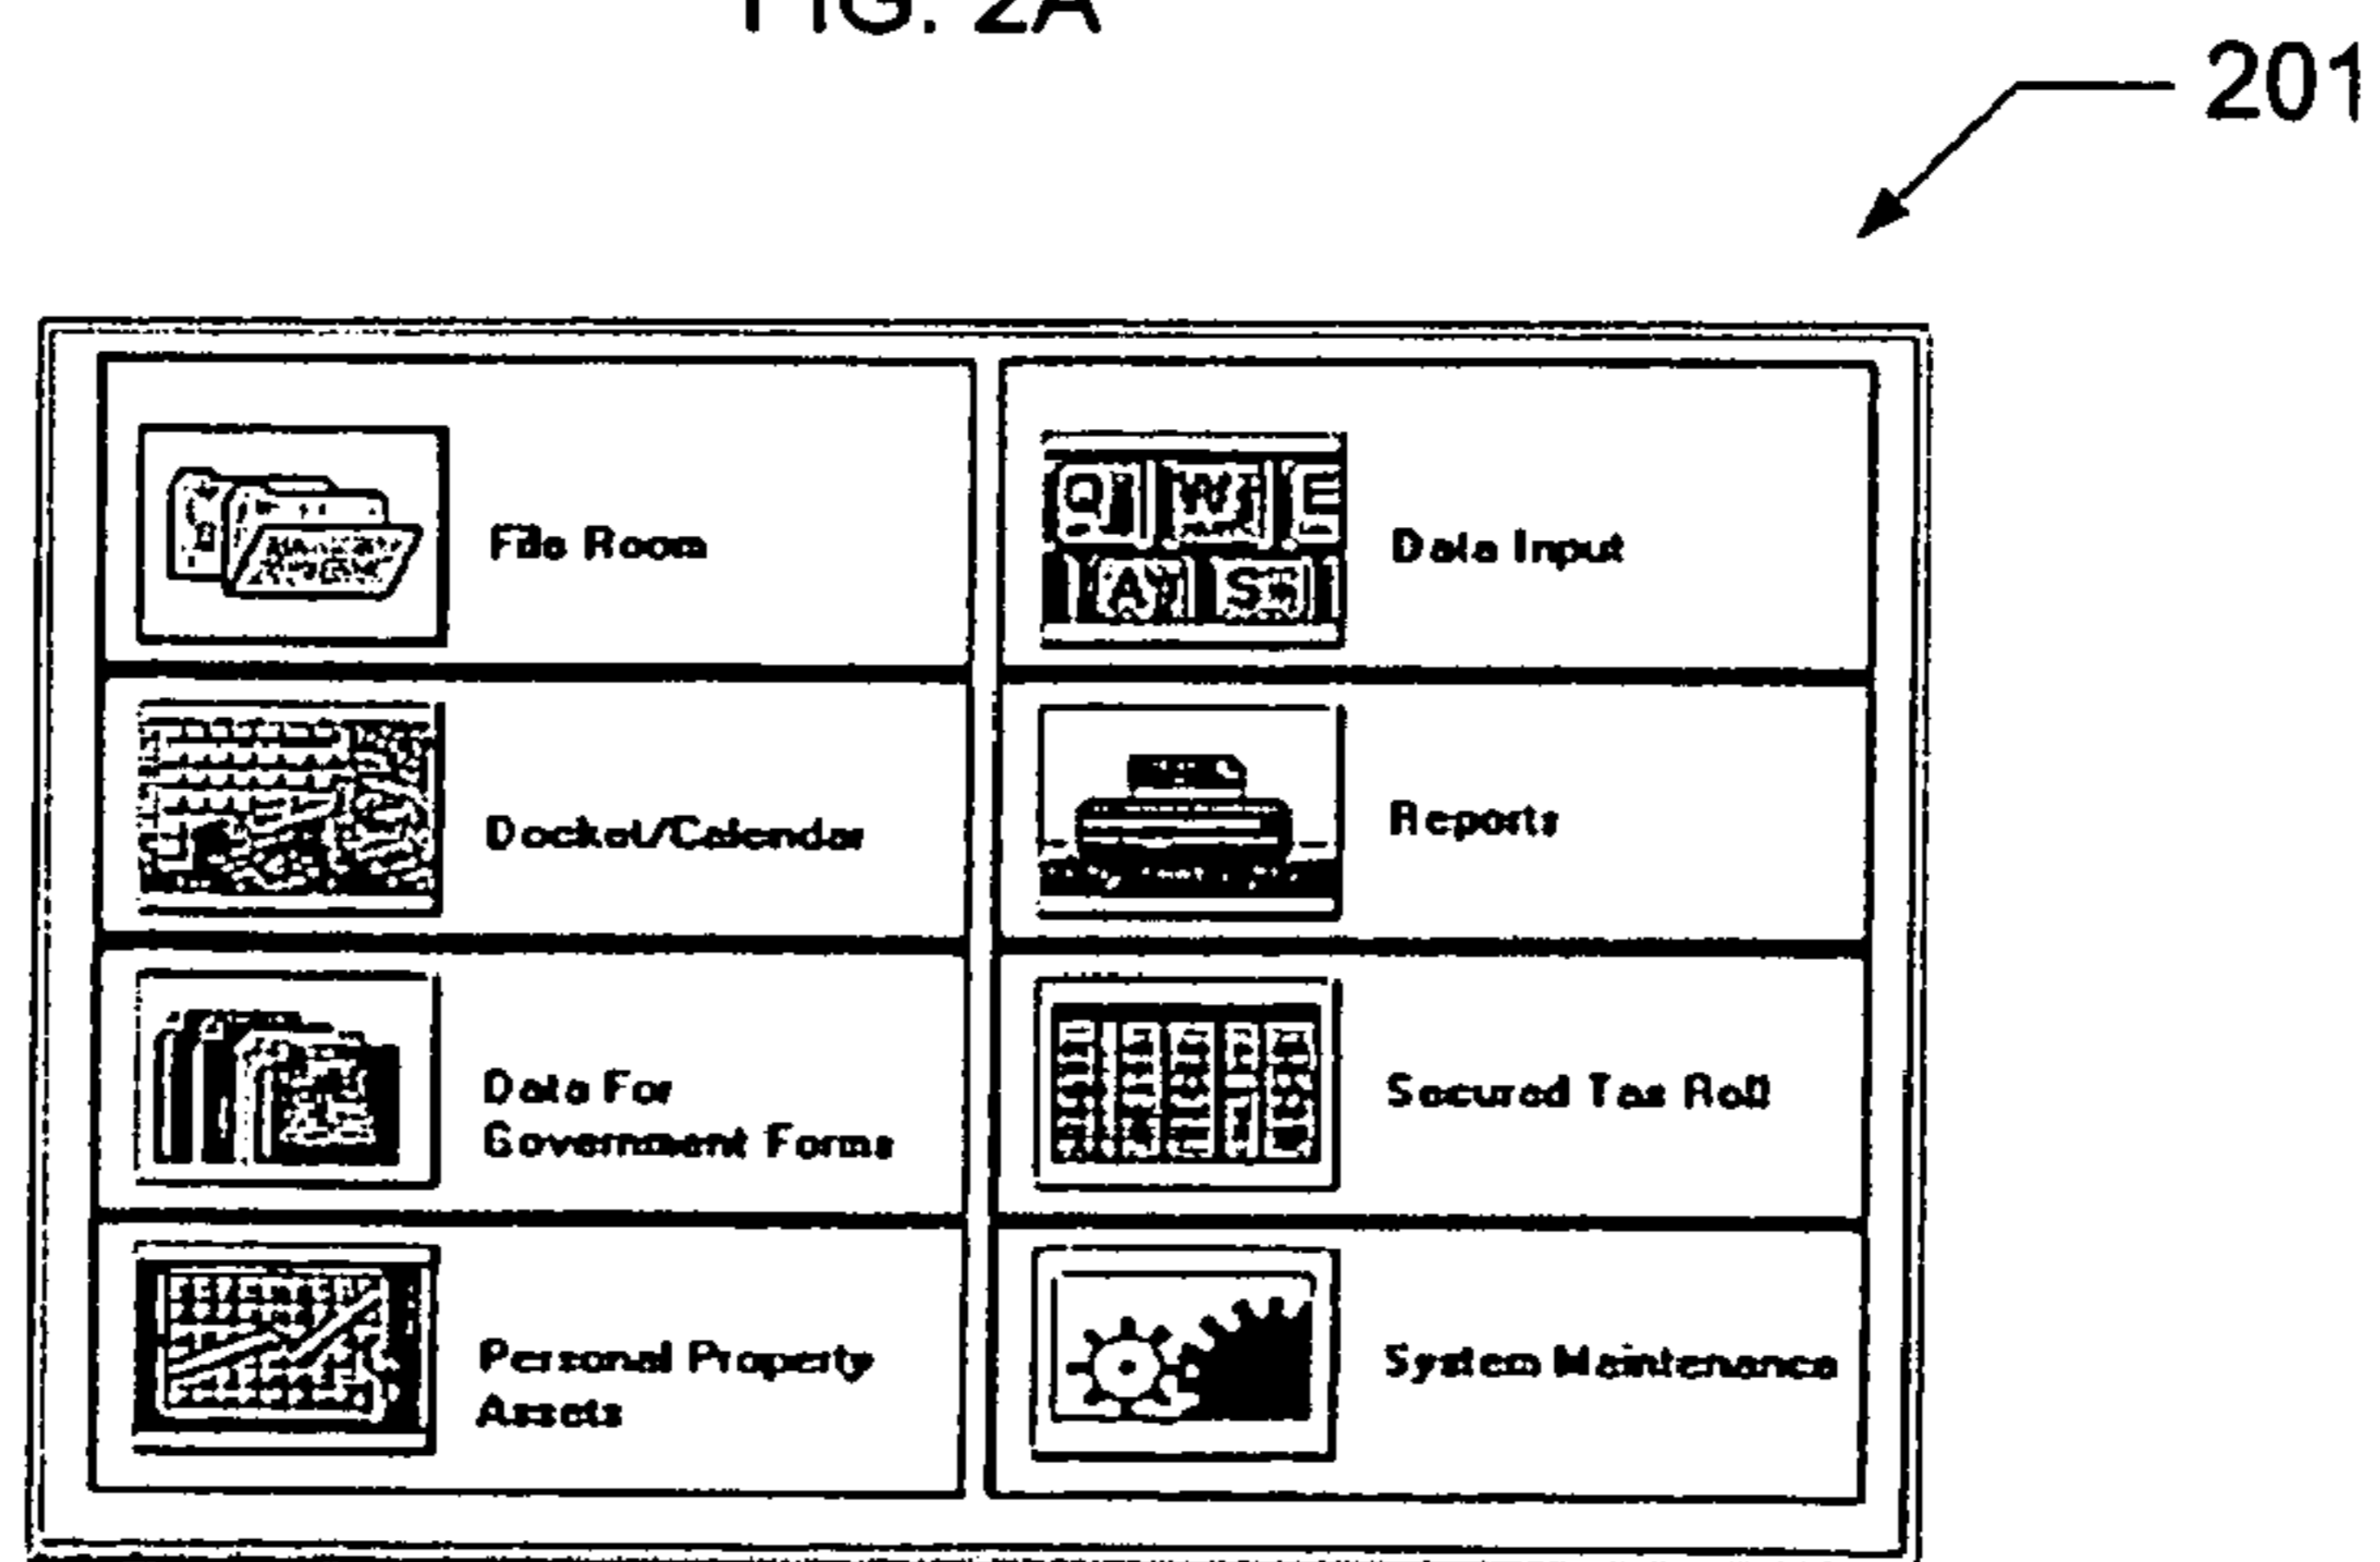 FIG. 2A
201
File Room
Data Input
Q W E
A S
Docket/Calendar
Reports
Data For
Government Forms
Secured Tax Roll
Personal Property
Assets
System Maintenance